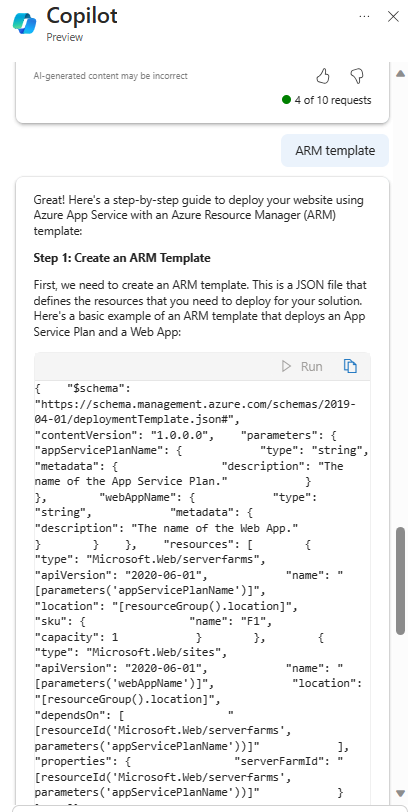 Copilot
Preview
AI-generated content may be incorrect
4 of 10 requests
ARM template
Great! Here's a step-by-step guide to deploy your website using
Azure App Service with an Azure Resource Manager (ARM)
template:
Step 1: Create an ARM Template
First, we need to create an ARM template. This is a JSON file that
defines the resources that you need to deploy for your solution.
Here's a basic example of an ARM template that deploys an App
Service Plan and a Web App:
Run
{    "$schema":
"https://schema.management.azure.com/schemas/2019-
04-01/deploymentTemplate.json#",
"contentVersion": "1.0.0.0",    "parameters": {
"appServicePlanName": {            "type": "string",
"metadata": {                "description": "The
name of the App Service Plan."            }
},        "webAppName": {            "type":
"string",            "metadata": {
"description": "The name of the Web App."
}        }    },    "resources": [        {
"type": "Microsoft.Web/serverfarms",
"apiVersion": "2020-06-01",            "name": "
[parameters('appServicePlanName')]",
"location": "[resourceGroup().location]",
"sku": {                "name": "F1",
"capacity": 1            }        },        {
"type": "Microsoft.Web/sites",
"apiVersion": "2020-06-01",            "name": "
[parameters('webAppName')]",            "location":
"[resourceGroup().location]",
"dependsOn": [                "
[resourceId('Microsoft.Web/serverfarms',
parameters('appServicePlanName'))]"            ],
"properties": {                "serverFarmId": "
[resourceId('Microsoft.Web/serverfarms',
parameters('appServicePlanName'))]"            }